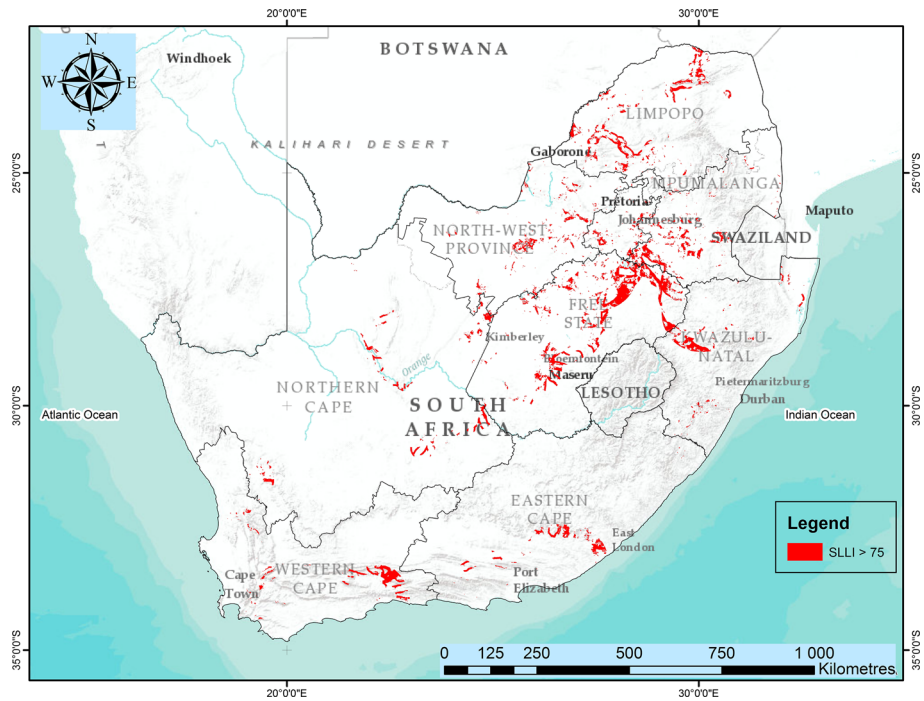 20°0'0"E 30°0'0"E
N
W E
S
Windhoek
BOTSWANA
KALIHARI DESERT
LIMPOPO
Gaborone
25°0'0"S 25°0'0"S
MPUMALANGA
Pretoria
Johannesburg
Maputo
NORTH-WEST
PROVINCE
SWAZILAND
FREE
STATE
Kimberley
KWAZULU-
NATAL
Bloemfontein
Maseru
Orange
NORTHERN
CAPE
LESOTHO
Pietermaritzburg
Durban
30°0'0"S 30°0'0"S
Atlantic Ocean
SOUTH
AFRICA
Indian Ocean
EASTERN
CAPE
East
London
Legend
SLLI > 75
Cape
Town
WESTERN
CAPE
Port
Elizabeth
35°0'0"S 35°0'0"S
0 125 250 500 750 1 000
Kilometres
20°0'0"E 30°0'0"E